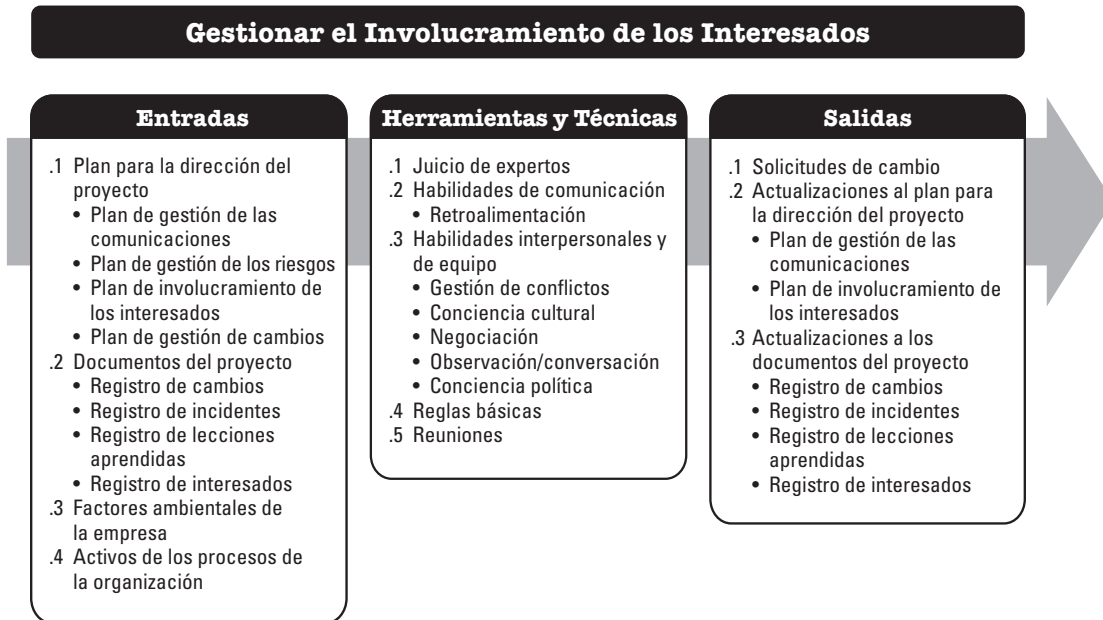 Gestionar el Involucramiento de los Interesados
Entradas
.1 Plan para la dirección del
proyecto
• Plan de gestión de las
comunicaciones
• Plan de gestión de los riesgos
• Plan de involucramiento de
los interesados
• Plan de gestión de cambios
.2 Documentos del proyecto
• Registro de cambios
• Registro de incidentes
• Registro de lecciones
aprendidas
• Registro de interesados
.3 Factores ambientales de
la empresa
.4 Activos de los procesos de
la organización
Herramientas y Técnicas
.1 Juicio de expertos
.2 Habilidades de comunicación
• Retroalimentación
.3 Habilidades interpersonales y
de equipo
• Gestión de conflictos
• Conciencia cultural
• Negociación
• Observación/conversación
• Conciencia política
.4 Reglas básicas
.5 Reuniones
Salidas
.1 Solicitudes de cambio
.2 Actualizaciones al plan para
la dirección del proyecto
• Plan de gestión de las
comunicaciones
• Plan de involucramiento de
los interesados
.3 Actualizaciones a los
documentos del proyecto
• Registro de cambios
• Registro de incidentes
• Registro de lecciones
aprendidas
• Registro de interesados